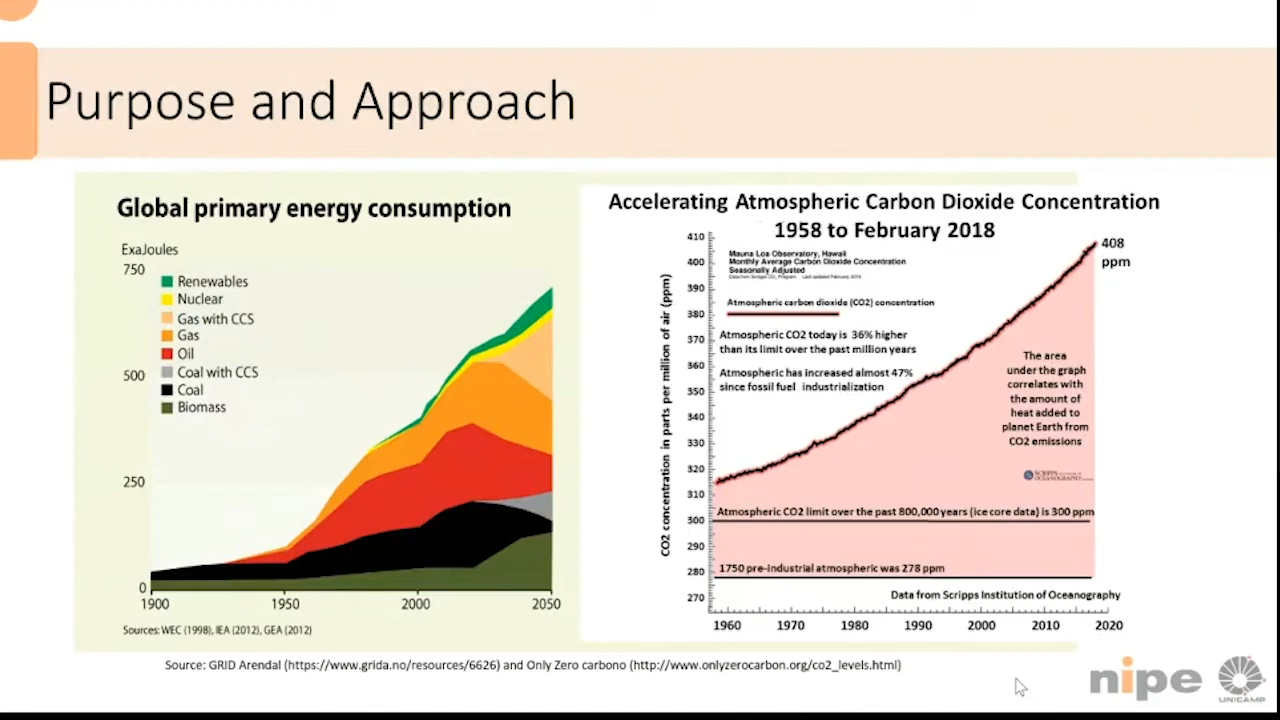 Purpose and Approach
Global primary energy consumption
ExaJoules
750
500
250
0
Renewables
Nuclear
Gas with CCS
Gas
Oil
Coal with CCS
Coal
Biomass
1900 1950 2000 2050
Sources: WEC (1998), IEA (2012), GEA (2012)
Accelerating Atmospheric Carbon Dioxide Concentration
1958 to February 2018
CO2 concentration in parts per million of air (ppm)
410
400
390
380
370
360
350
340
330
320
310
300
290
280
270
Mauna Loa Observatory, Hawaii
Monthly Average Carbon Dioxide Concentration
Seasonally Adjusted
Data from Scripps CO2 Program Last updated February 2018
Atmospheric carbon dioxide (CO2) concentration
Atmospheric CO2 today is 36% higher
than its limit over the past million years
Atmospheric has increased almost 47%
since fossil fuel industrialization
408
ppm
The area
under the graph
correlates with
the amount of
heat added to
planet Earth from
CO2 emissions
SCRIPPS
OCEANOGRAPHY
Atmospheric CO2 limit over the past 800,000 years (ice core data) is 300 ppm
1750 pre-industrial atmospheric was 278 ppm
Data from Scripps Institution of Oceanography
1960 1970 1980 1990 2000 2010 2020
Source: GRID Arendal (https://www.grida.no/resources/6626) and Only Zero carbono (http://www.onlyzerocarbon.org/co2_levels.html)
nipe
UNICAMP